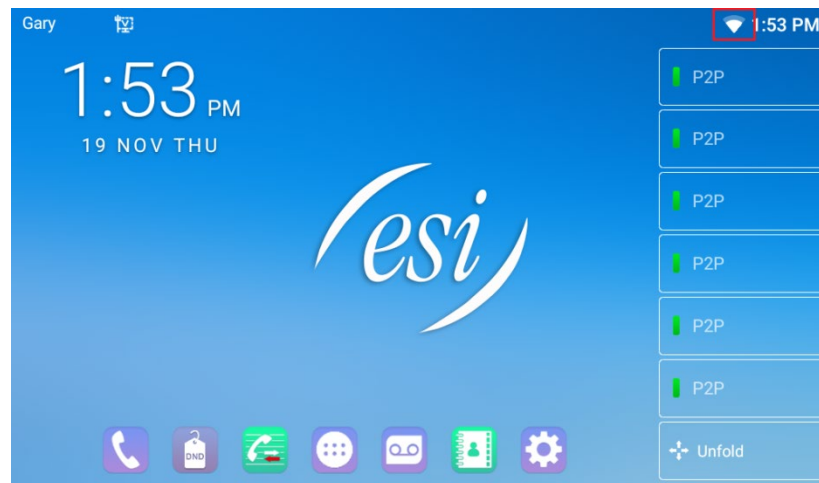 Gary
1:53 PM
1:53 PM
19 NOV THU
esi
P2P
P2P
P2P
P2P
P2P
P2P
Unfold
DND